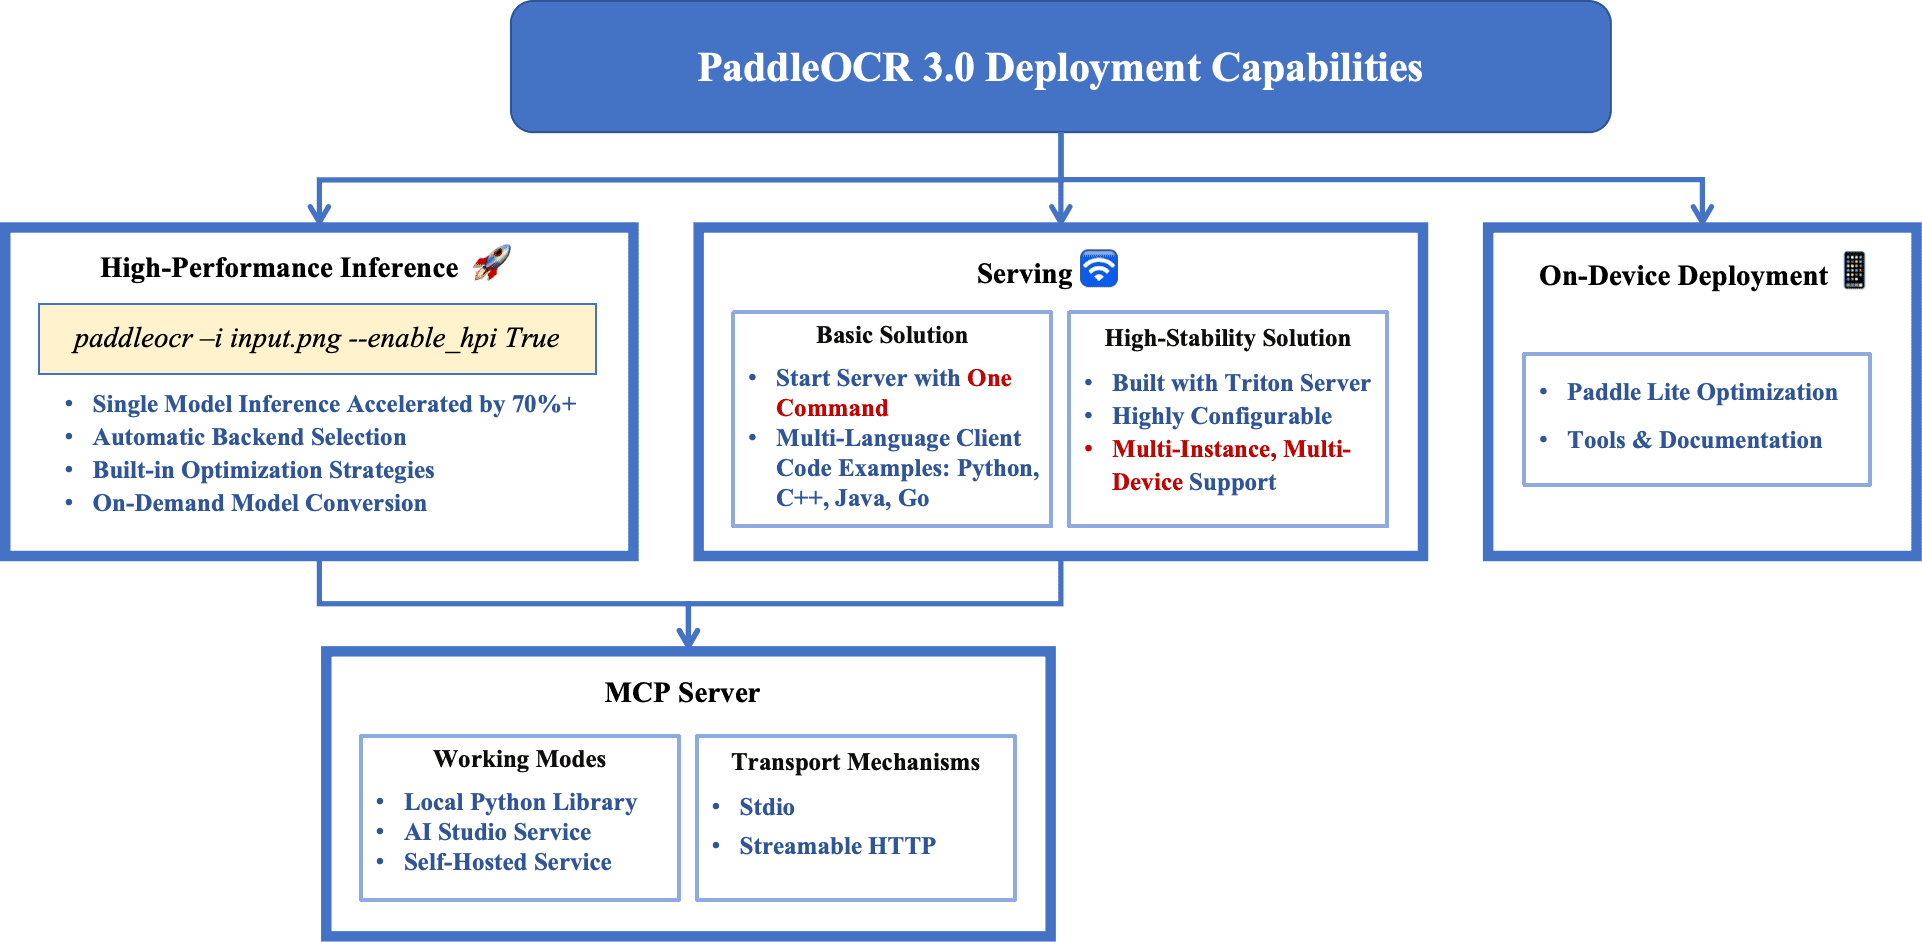 PaddleOCR 3.0 Deployment Capabilities
High-Performance Inference
paddleocr –i input.png --enable_hpi True
• Single Model Inference Accelerated by 70%+
• Automatic Backend Selection
• Built-in Optimization Strategies
• On-Demand Model Conversion
Serving
Basic Solution
• Start Server with One
Command
• Multi-Language Client
Code Examples: Python,
C++, Java, Go
High-Stability Solution
• Built with Triton Server
• Highly Configurable
• Multi-Instance, Multi-
Device Support
On-Device Deployment
• Paddle Lite Optimization
• Tools & Documentation
MCP Server
Working Modes
• Local Python Library
• AI Studio Service
• Self-Hosted Service
Transport Mechanisms
• Stdio
• Streamable HTTP